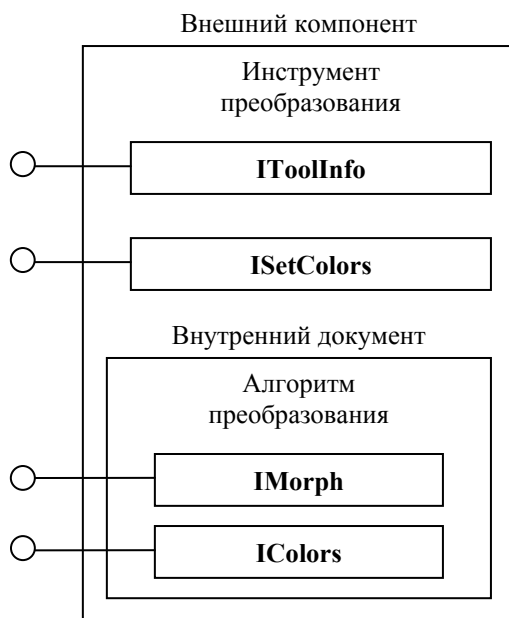 Внешний компонент
Инструмент
преобразования
IToolInfo
ISetColors
Внутренний документ
Алгоритм
преобразования
IMorph
IColors